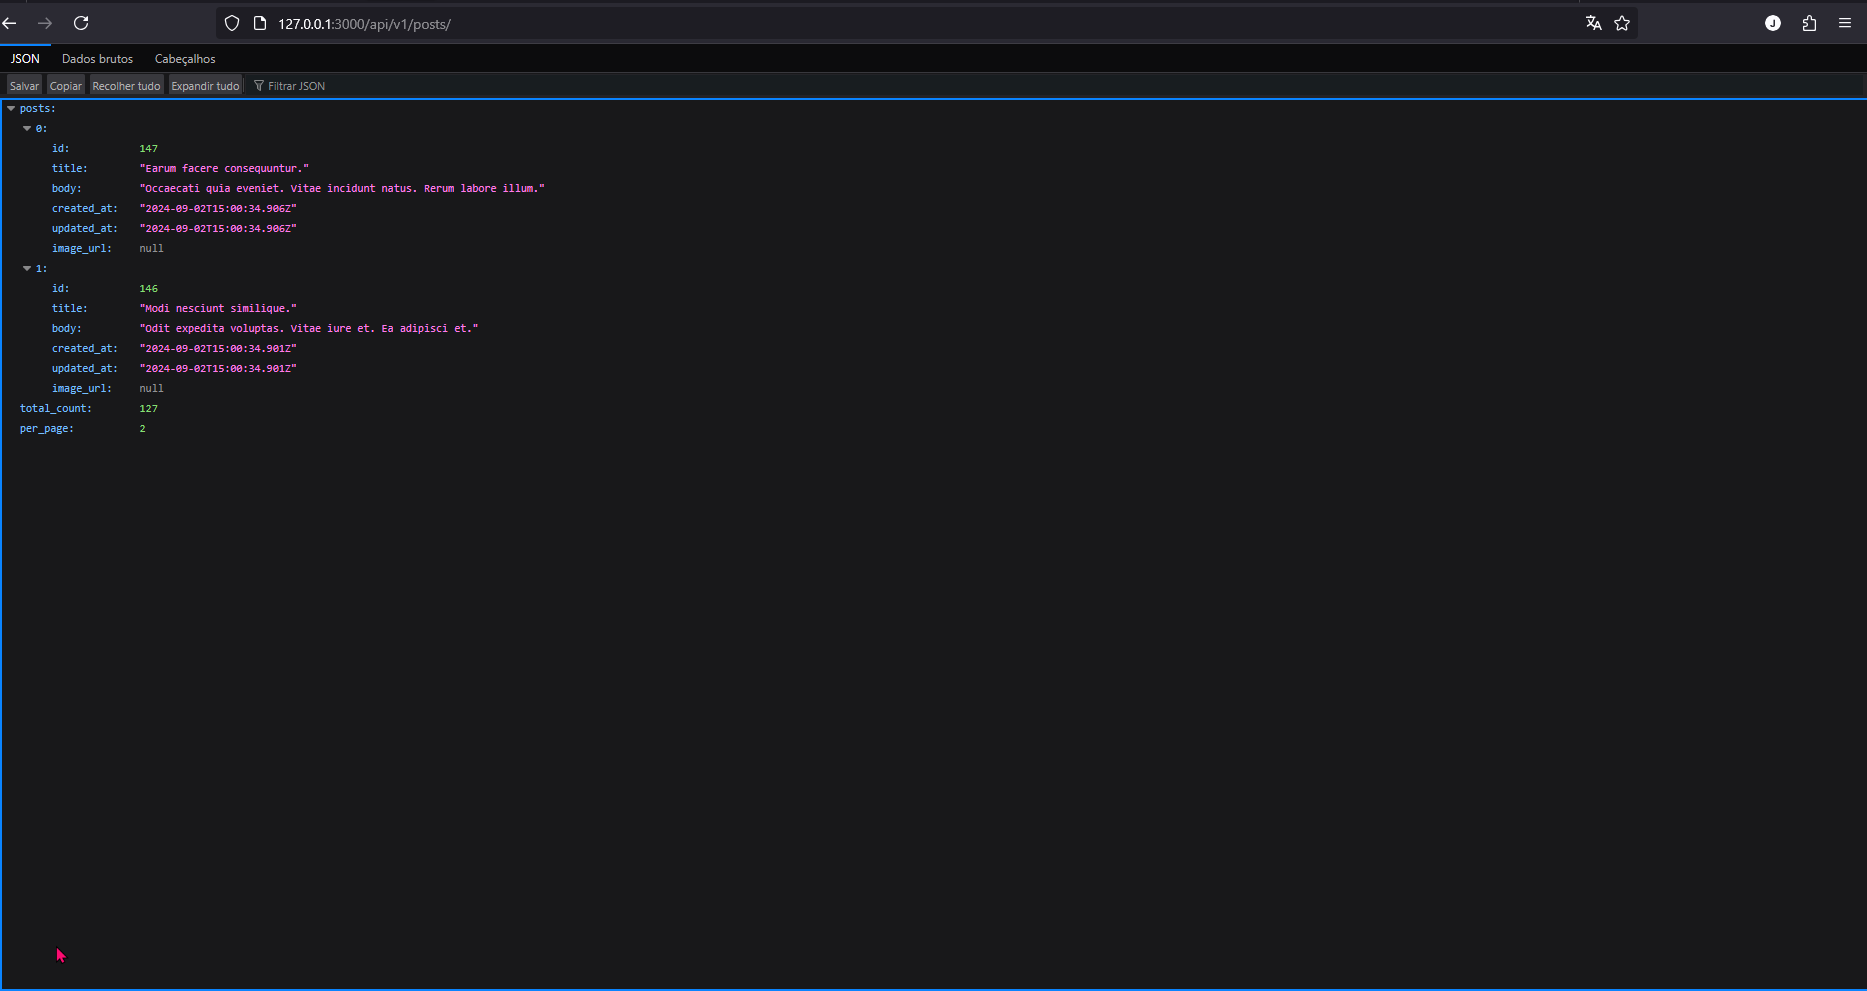 127.0.0.1:3000/api/v1/posts/
J
JSON Dados brutos Cabeçalhos
Salvar Copiar Recolher tudo Expandir tudo Filtrar JSON
posts:
0:
id: 147
title: "Earum facere consequuntur."
body: "Occaecati quia eveniet. Vitae incidunt natus. Rerum labore illum."
created_at: "2024-09-02T15:00:34.906Z"
updated_at: "2024-09-02T15:00:34.906Z"
image_url: null
1:
id: 146
title: "Modi nesciunt similique."
body: "Odit expedita voluptas. Vitae iure et. Ea adipisci et."
created_at: "2024-09-02T15:00:34.901Z"
updated_at: "2024-09-02T15:00:34.901Z"
image_url: null
total_count: 127
per_page: 2